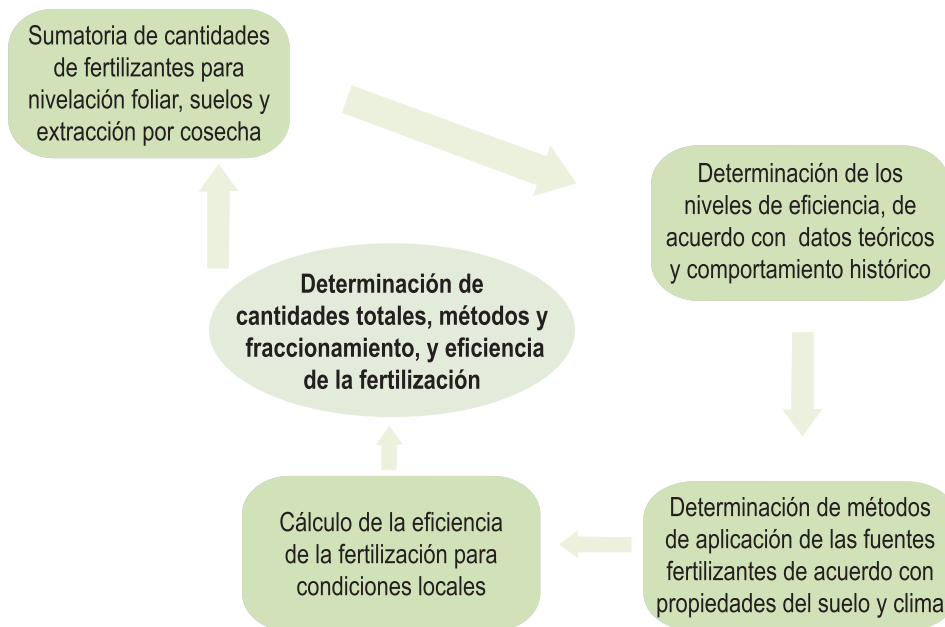 Sumatoria de cantidades
de fertilizantes para
nivelación foliar, suelos y
extracción por cosecha
Determinación de los
niveles de eficiencia, de
acuerdo con datos teóricos
y comportamiento histórico
Determinación de
cantidades totales, métodos y
fraccionamiento, y eficiencia
de la fertilización
Cálculo de la eficiencia
de la fertilización para
condiciones locales
Determinación de métodos
de aplicación de las fuentes
fertilizantes de acuerdo con
propiedades del suelo y clima